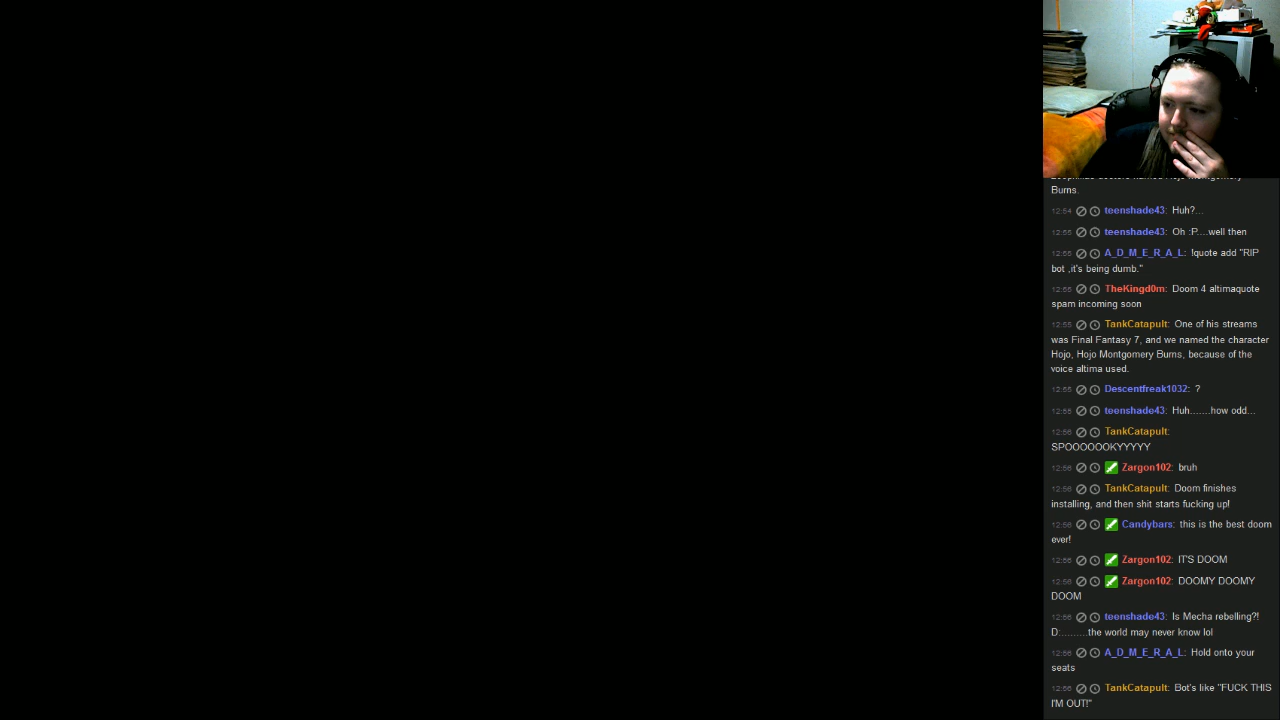 Burns.
12:54 teenshade43: Huh?...
12:55 teenshade43: Oh :P....well then
12:55 A_D_M_E_R_A_L: !quote add "RIP
bot ,it's being dumb."
12:55 TheKingd0m: Doom 4 altimaquote
spam incoming soon
12:55 TankCatapult: One of his streams
was Final Fantasy 7, and we named the character
Hojo, Hojo Montgomery Burns, because of the
voice altima used.
12:55 Descentfreak1032: ?
12:56 teenshade43: Huh.......how odd...
12:56 TankCatapult:
SPOOOOOOKYYYYY
12:56 Zargon102: bruh
12:56 TankCatapult: Doom finishes
installing, and then shit starts fucking up!
12:56 Candybars: this is the best doom
ever!
12:56 Zargon102: IT'S DOOM
12:56 Zargon102: DOOMY DOOMY
DOOM
12:56 teenshade43: Is Mecha rebelling?!
D:.........the world may never know lol
12:56 A_D_M_E_R_A_L: Hold onto your
seats
12:56 TankCatapult: Bot's like "FUCK THIS
I'M OUT!"